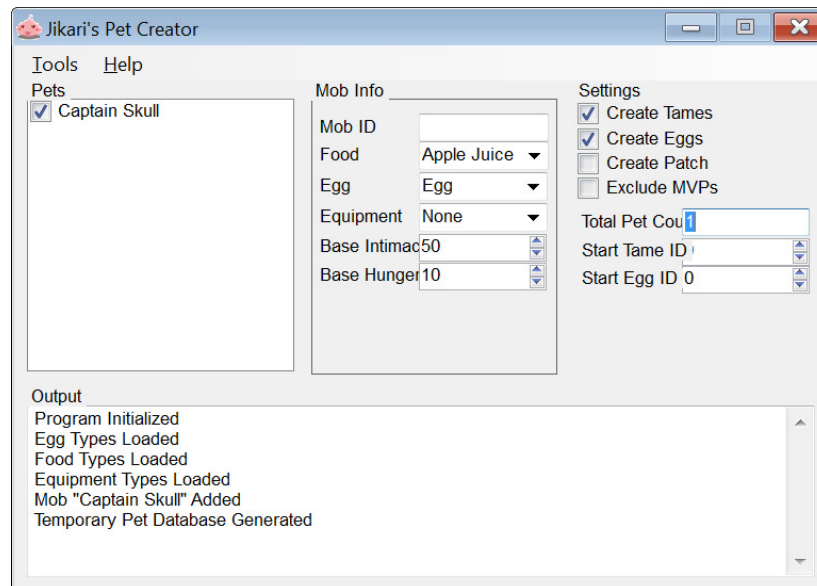 Jikari's Pet Creator
Tools Help
Pets
Captain Skull
Mob Info
Mob ID
Food Apple Juice
Egg Egg
Equipment None
Base Intimac 50
Base Hunger 10
Settings
Create Tames
Create Eggs
Create Patch
Exclude MVPs
Total Pet Cou 1
Start Tame ID
Start Egg ID 0
Output
Program Initialized
Egg Types Loaded
Food Types Loaded
Equipment Types Loaded
Mob "Captain Skull" Added
Temporary Pet Database Generated